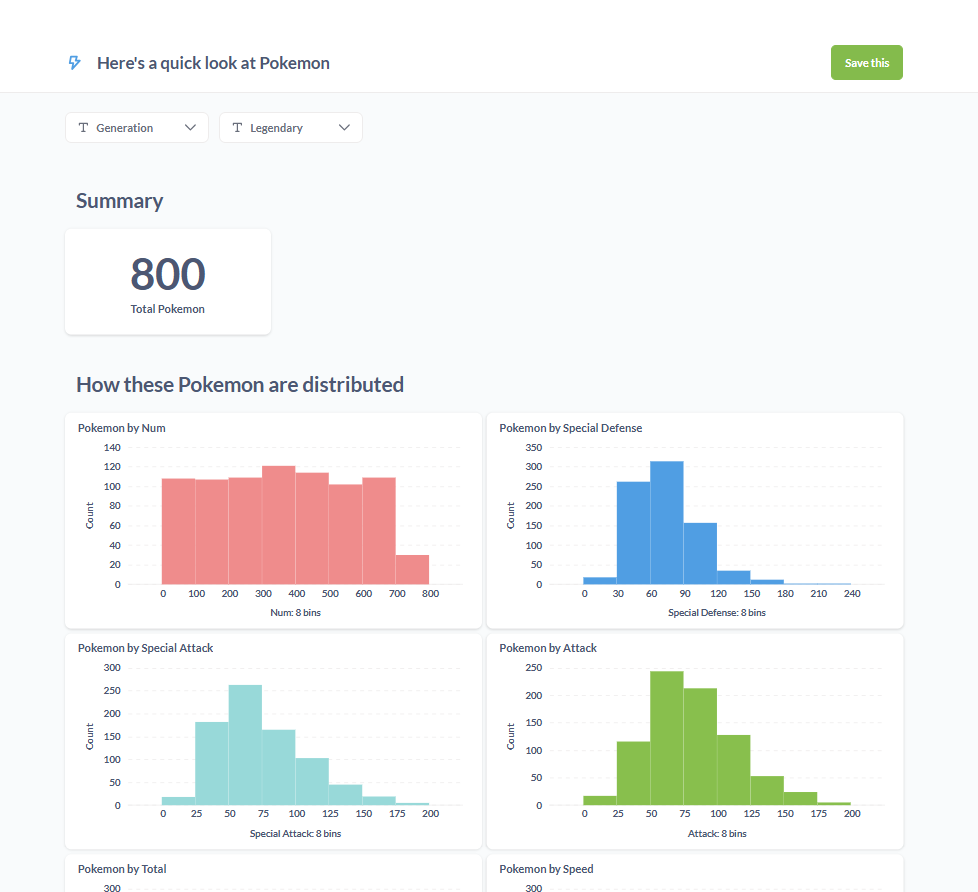 Here's a quick look at Pokemon
Save this
Generation
Legendary
Summary
800
Total Pokemon
How these Pokemon are distributed
Pokemon by Num
140
120
100
80
60
40
20
0
Count
0 100 200 300 400 500 600 700 800
Num: 8 bins
Pokemon by Special Defense
350
300
250
200
150
100
50
0
Count
0 30 60 90 120 150 180 210 240
Special Defense: 8 bins
Pokemon by Special Attack
300
250
200
150
100
50
0
Count
0 25 50 75 100 125 150 175 200
Special Attack: 8 bins
Pokemon by Attack
250
200
150
100
50
0
Count
0 25 50 75 100 125 150 175 200
Attack: 8 bins
Pokemon by Total
300
Pokemon by Speed
300